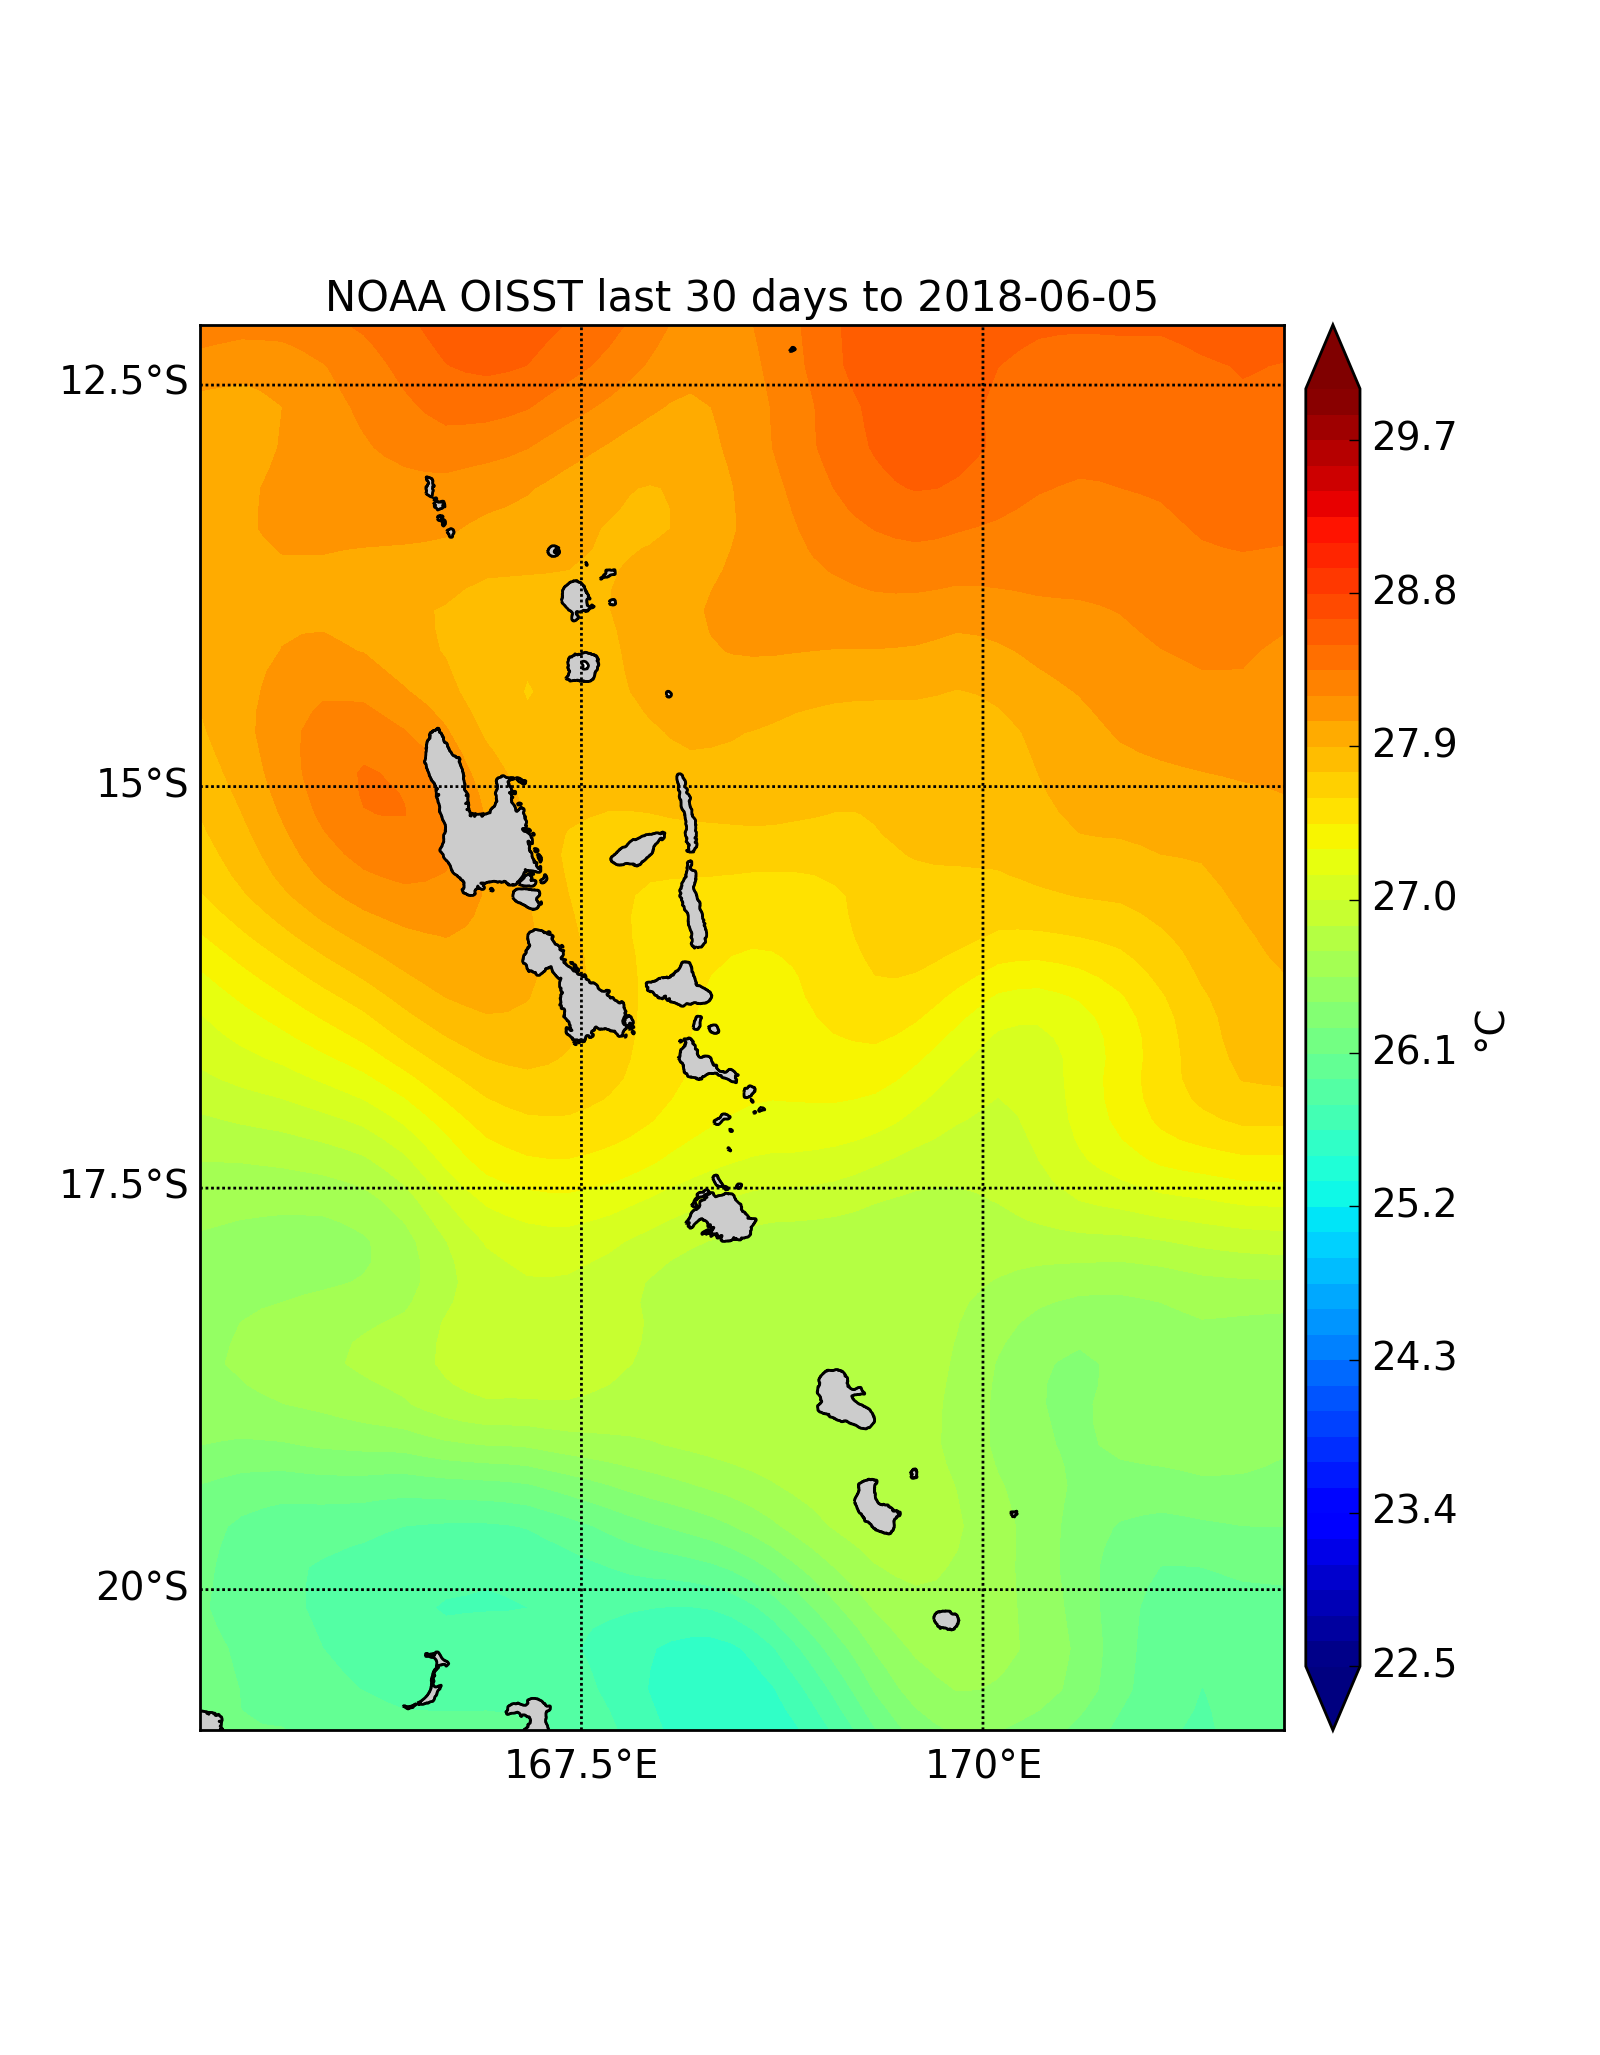 NOAA OISST last 30 days to 2018-06-05
12.5°S
15°S
17.5°S
20°S
167.5°E
170°E
29.7
28.8
27.9
27.0
26.1
25.2
24.3
23.4
22.5
°C